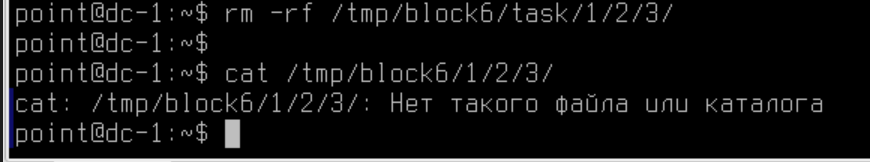 point@dc-1:~$ rm -rf /tmp/block6/task/1/2/3/
point@dc-1:~$
point@dc-1:~$ cat /tmp/block6/1/2/3/
cat: /tmp/block6/1/2/3/: Нет такого файла или каталога
point@dc-1:~$